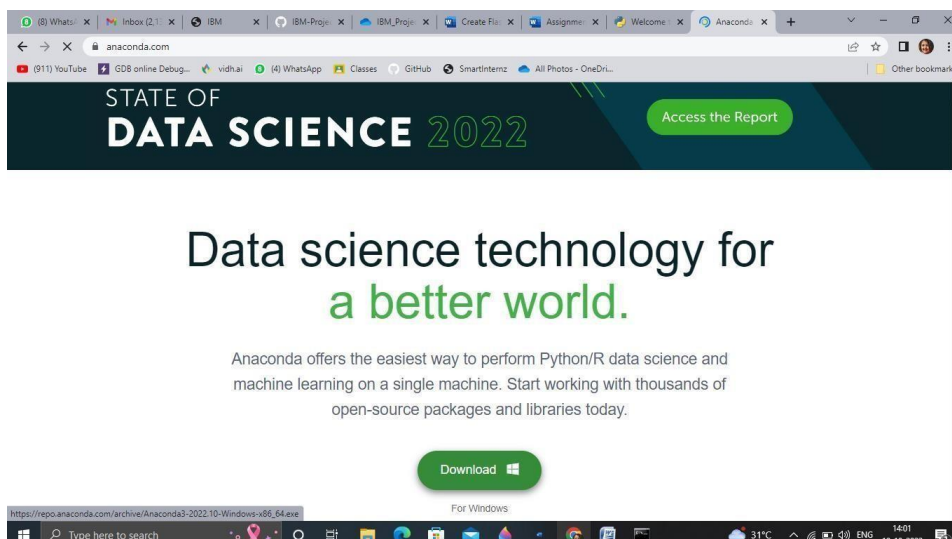 (8) Whats
Inbox (2,1
IBM
IBM-Proje
IBM_Proje
Create Fla
Assignmen
Welcome
Anaconda
anaconda.com
(911) YouTube
GDB online Debug...
vidh.ai
(4) WhatsApp
Classes
GitHub
SmartInternz
All Photos - OneDri...
Other bookmark
STATE OF
DATA SCIENCE 2022
Access the Report
Data science technology for
a better world.
Anaconda offers the easiest way to perform Python/R data science and
machine learning on a single machine. Start working with thousands of
open-source packages and libraries today.
Download
For Windows
https://repo.anaconda.com/archive/Anaconda3-2022.10-Windows-x86_64.exe
Type here to search
31°C
ENG
14:01